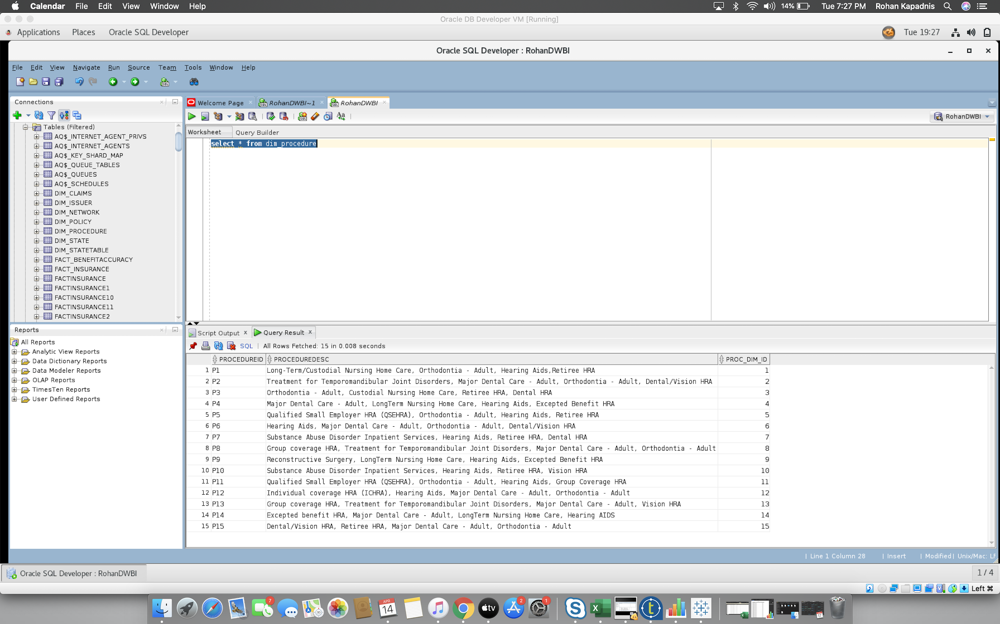 Calendar File Edit View Window Help 14% Tue 7:27 PM Rohan Kapadnis
Oracle DB Developer VM [Running]
Applications Places Oracle SQL Developer Tue 19:27
Oracle SQL Developer : RohanDWBI
File Edit View Navigate Run Source Team Tools Window Help
Connections
Tables (Filtered)
AQ$_INTERNET_AGENT_PRIVS
AQ$_INTERNET_AGENTS
AQ$_KEY_SHARD_MAP
AQ$_QUEUE_TABLES
AQ$_QUEUES
AQ$_SCHEDULES
DIM_CLAIMS
DIM_ISSUER
DIM_NETWORK
DIM_POLICY
DIM_PROCEDURE
DIM_STATE
DIM_STATETABLE
FACT_BENEFITACCURACY
FACT_INSURANCE
FACTINSURANCE
FACTINSURANCE1
FACTINSURANCE10
FACTINSURANCE11
FACTINSURANCE2
Reports
All Reports
Analytic View Reports
Data Dictionary Reports
Data Modeler Reports
OLAP Reports
TimesTen Reports
User Defined Reports
Welcome Page RohanDWBI~1 RohanDWBI
RohanDWBI
Worksheet Query Builder
select * from dim_procedure
Script Output Query Result
SQL | All Rows Fetched: 15 in 0.008 seconds
PROCEDUREID PROCEDUREDESC PROC_DIM_ID
1 P1 Long-Term/Custodial Nursing Home Care, Orthodontia - Adult, Hearing Aids,Retiree HRA 1
2 P2 Treatment for Temporomandibular Joint Disorders, Major Dental Care - Adult, Orthodontia - Adult, Dental/Vision HRA 2
3 P3 Orthodontia - Adult, Custodial Nursing Home Care, Retiree HRA, Dental HRA 3
4 P4 Major Dental Care - Adult, LongTerm Nursing Home Care, Hearing Aids, Excepted Benefit HRA 4
5 P5 Qualified Small Employer HRA (QSEHRA), Orthodontia - Adult, Hearing Aids, Retiree HRA 5
6 P6 Hearing Aids, Major Dental Care - Adult, Orthodontia - Adult, Dental/Vision HRA 6
7 P7 Substance Abuse Disorder Inpatient Services, Hearing Aids, Retiree HRA, Dental HRA 7
8 P8 Group coverage HRA, Treatment for Temporomandibular Joint Disorders, Major Dental Care - Adult, Orthodontia - Adult 8
9 P9 Reconstructive Surgery, LongTerm Nursing Home Care, Hearing Aids, Excepted Benefit HRA 9
10 P10 Substance Abuse Disorder Inpatient Services, Hearing Aids, Retiree HRA, Vision HRA 10
11 P11 Qualified Small Employer HRA (QSEHRA), Orthodontia - Adult, Hearing Aids, Group Coverage HRA 11
12 P12 Individual coverage HRA (ICHRA), Hearing Aids, Major Dental Care - Adult, Orthodontia - Adult 12
13 P13 Group coverage HRA, Treatment for Temporomandibular Joint Disorders, Major Dental Care - Adult, Vision HRA 13
14 P14 Excepted benefit HRA, Major Dental Care - Adult, LongTerm Nursing Home Care, Hearing AIDS 14
15 P15 Dental/Vision HRA, Retiree HRA, Major Dental Care - Adult, Orthodontia - Adult 15
| Line 1 Column 28 | Insert | Modified | Unix/Mac: LF
Oracle SQL Developer : RohanDWBI 1 / 4
Left ⌘
7 APR 14 tv 2 1 S X t